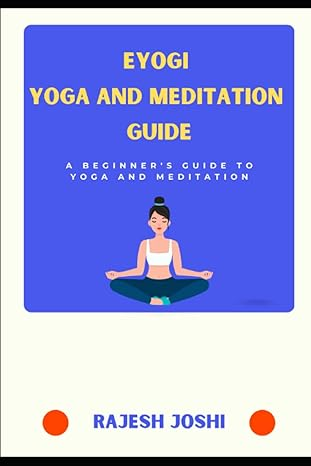 EYOGI
YOGA AND MEDITATION
GUIDE
A BEGINNER'S GUIDE TO
YOGA AND MEDITATION
RAJESH JOSHI